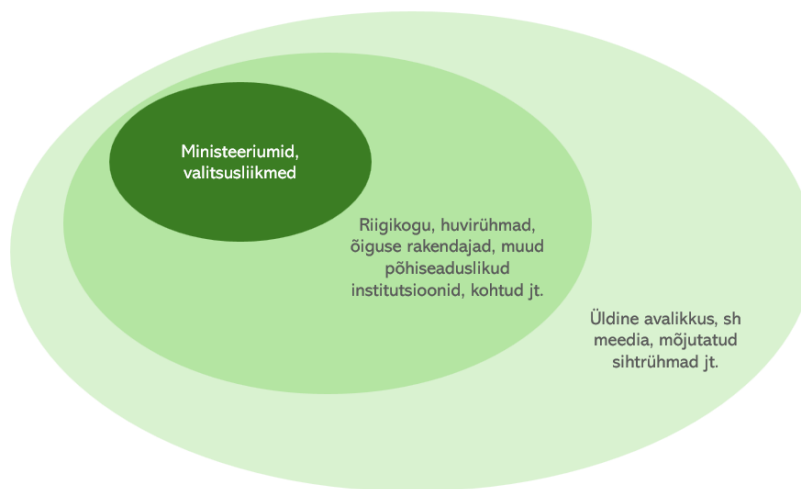 Ministeeriumid,
valitsusliikmed
Riigikogu, huvirühmad,
õiguse rakendajad, muud
põhiseaduslikud
institutsioonid, kohtud jt.
Üldine avalikkus, sh
meedia, mõjutatud
sihtrühmad jt.